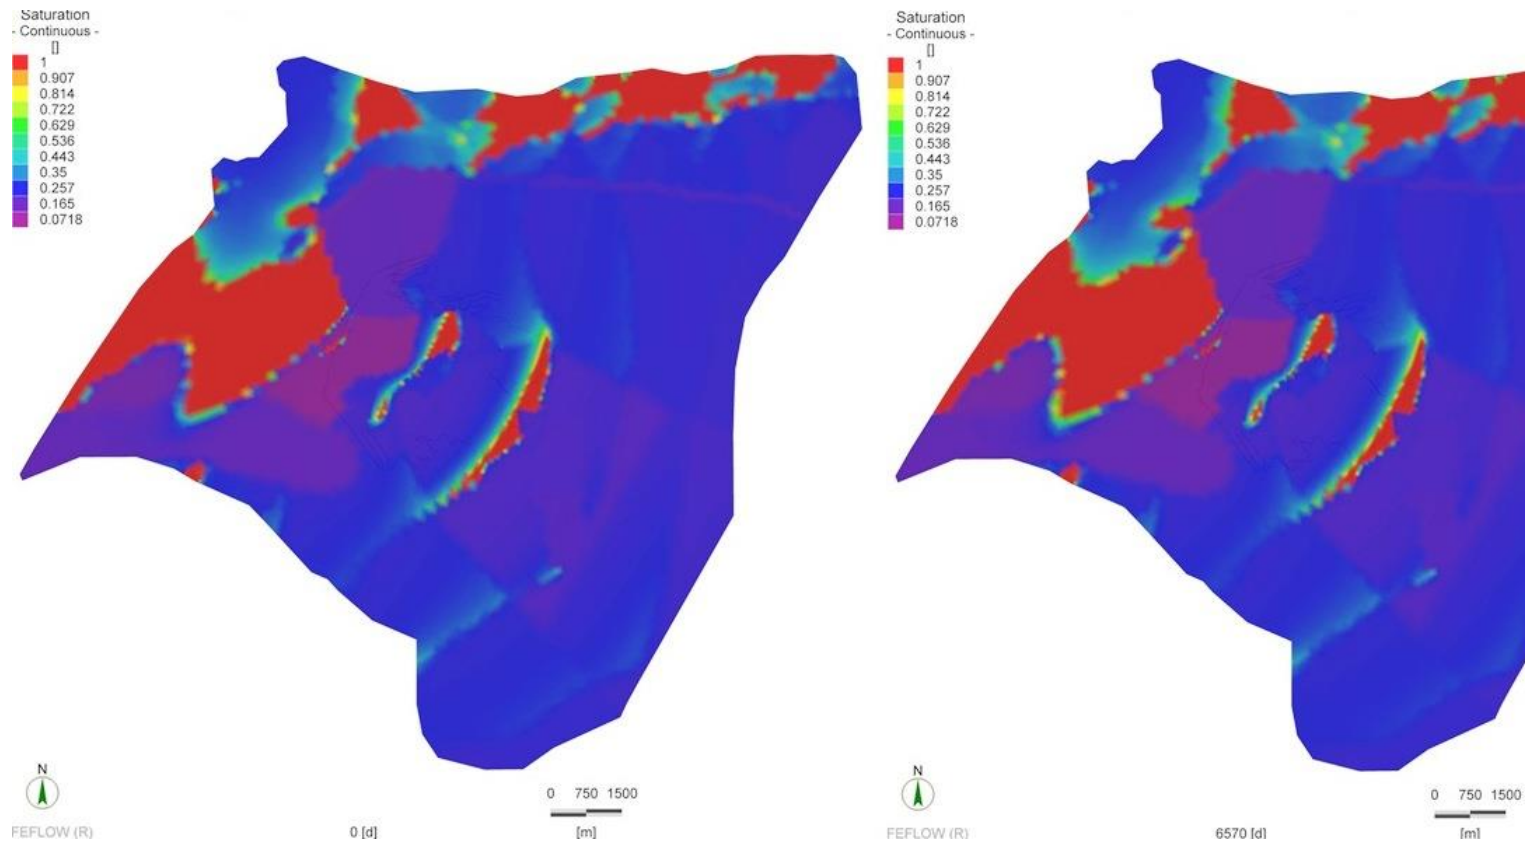 Saturation
- Continuous -
[]
1
0.907
0.814
0.722
0.629
0.536
0.443
0.35
0.257
0.165
0.0718
N
0 750 1500
FEFLOW (R)
0 [d]
[m]
Saturation
- Continuous -
[]
1
0.907
0.814
0.722
0.629
0.536
0.443
0.35
0.257
0.165
0.0718
N
0 750 1500
FEFLOW (R)
6570 [d]
[m]